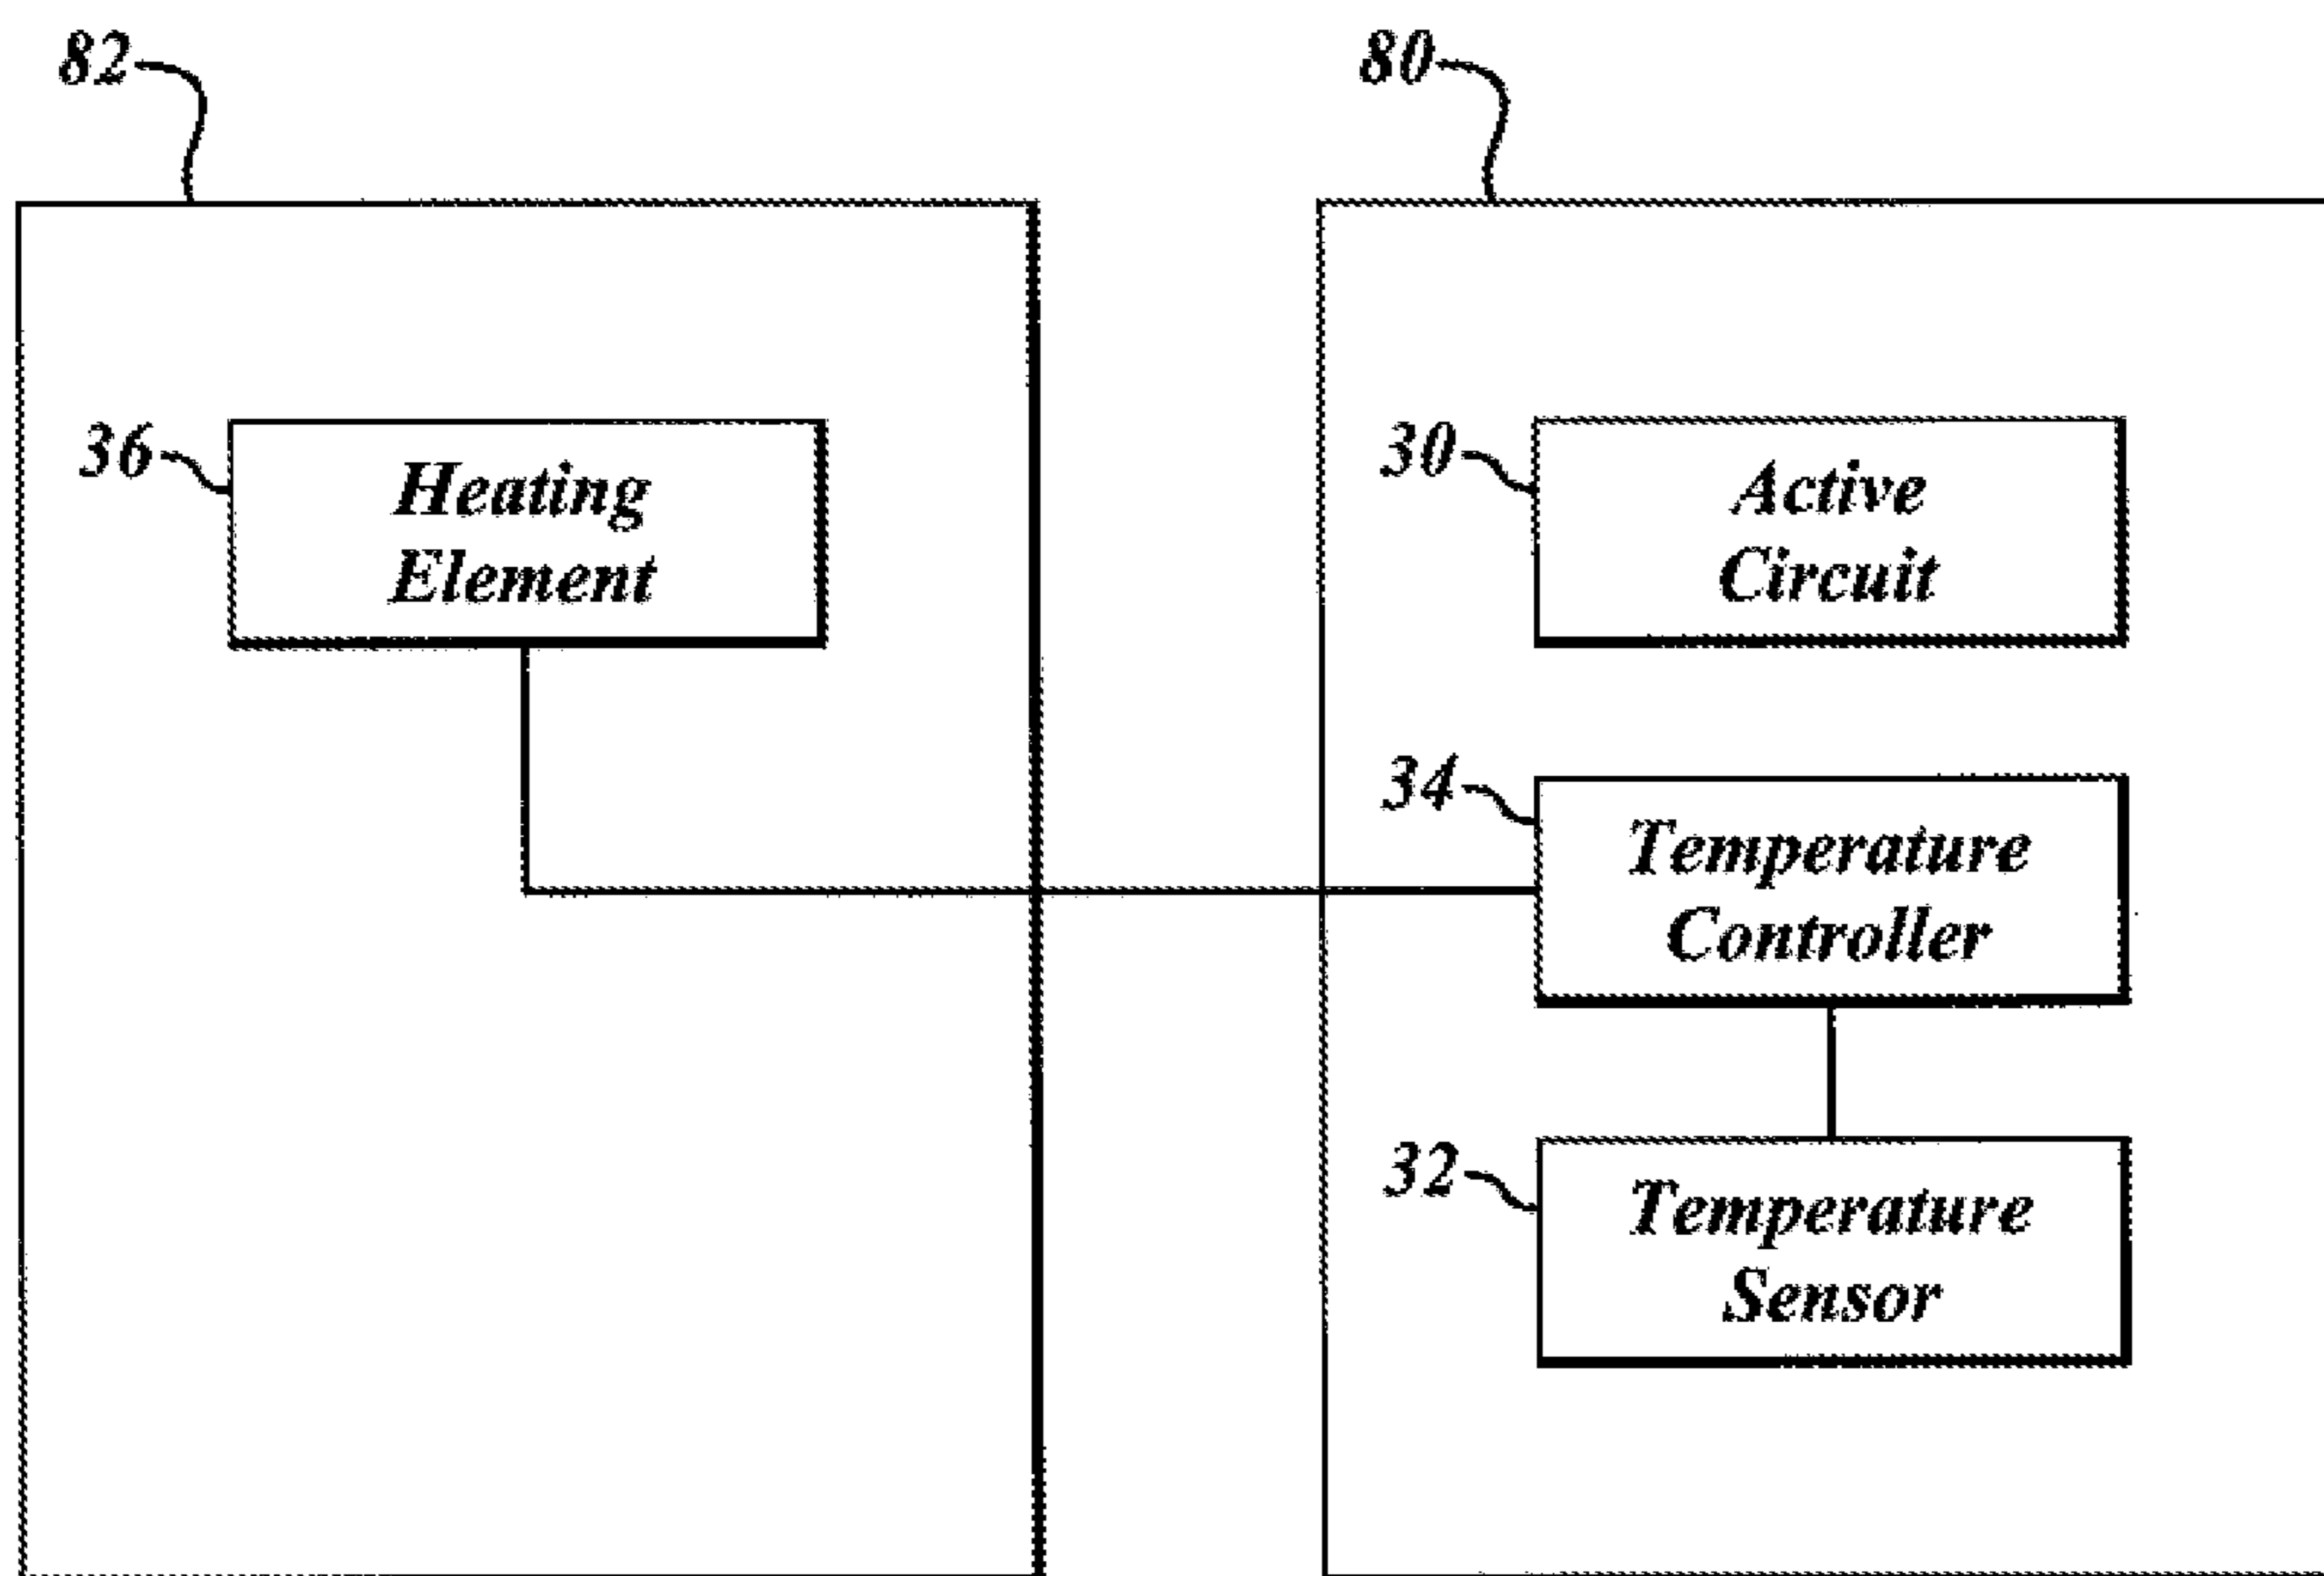 82
80
36
Heating
Element
30
Active
Circuit
34
Temperature
Controller
32
Temperature
Sensor